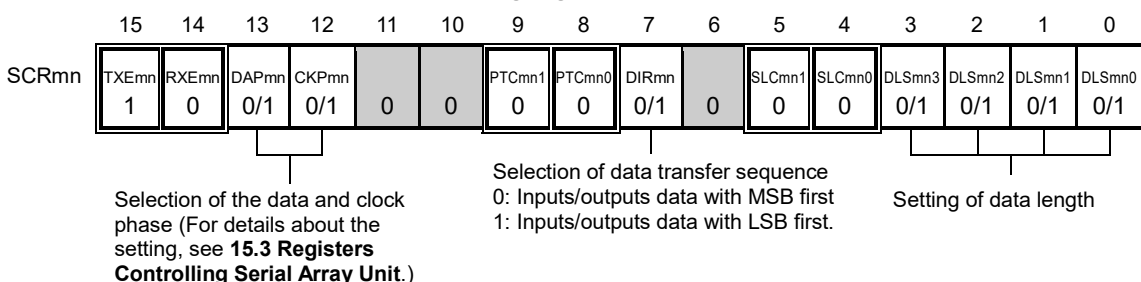 15 14 13 12 11 10 9 8 7 6 5 4 3 2 1 0
SCRmn TXEmn RXEmn DAPmn CKPmn PTCmn1 PTCmn0 DIRmn SLCmn1 SLCmn0 DLSmn3 DLSmn2 DLSmn1 DLSmn0
1 0 0/1 0/1 0 0 0 0 0/1 0 0 0 0/1 0/1 0/1 0/1
Selection of the data and clock
phase (For details about the
setting, see 15.3 Registers
Controlling Serial Array Unit.)
Selection of data transfer sequence
0: Inputs/outputs data with MSB first
1: Inputs/outputs data with LSB first.
Setting of data length